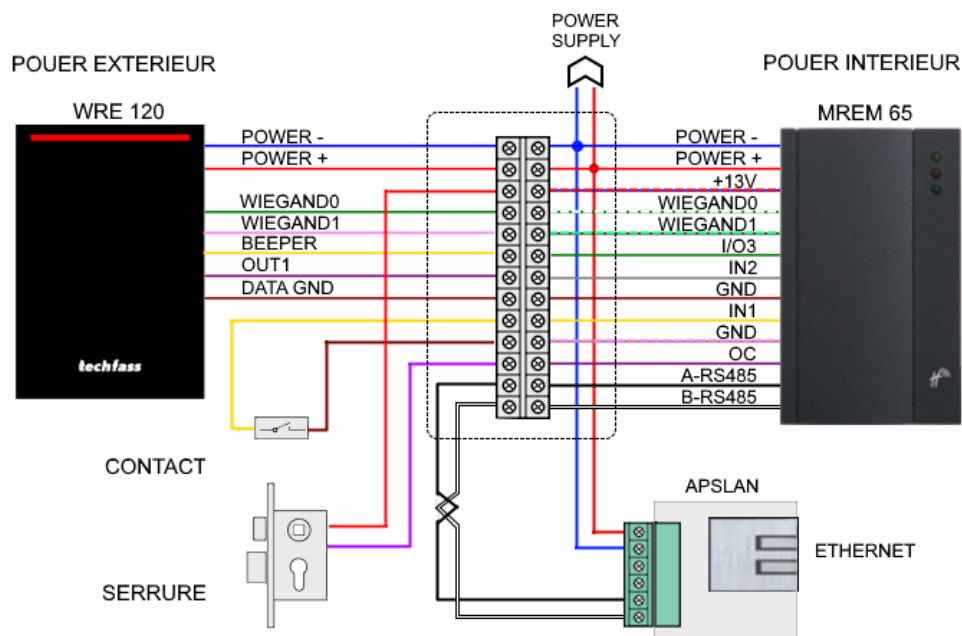 POWER
SUPPLY
POUER EXTERIEUR
POUER INTERIEUR
WRE 120
MREM 65
POWER -
POWER +
WIEGAND0
WIEGAND1
BEEPER
OUT1
DATA GND
techfass
POWER -
POWER +
+13V
WIEGAND0
WIEGAND1
I/O3
IN2
GND
IN1
GND
OC
A-RS485
B-RS485
CONTACT
SERRURE
APSLAN
ETHERNET